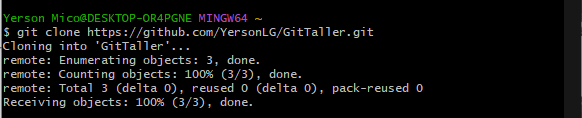 Yerson Mico@DESKTOP-OR4PGNE MINGW64 ~
$ git clone https://github.com/YersonLG/GitTaller.git
Cloning into 'GitTaller'...
remote: Enumerating objects: 3, done.
remote: Counting objects: 100% (3/3), done.
remote: Total 3 (delta 0), reused 0 (delta 0), pack-reused 0
Receiving objects: 100% (3/3), done.